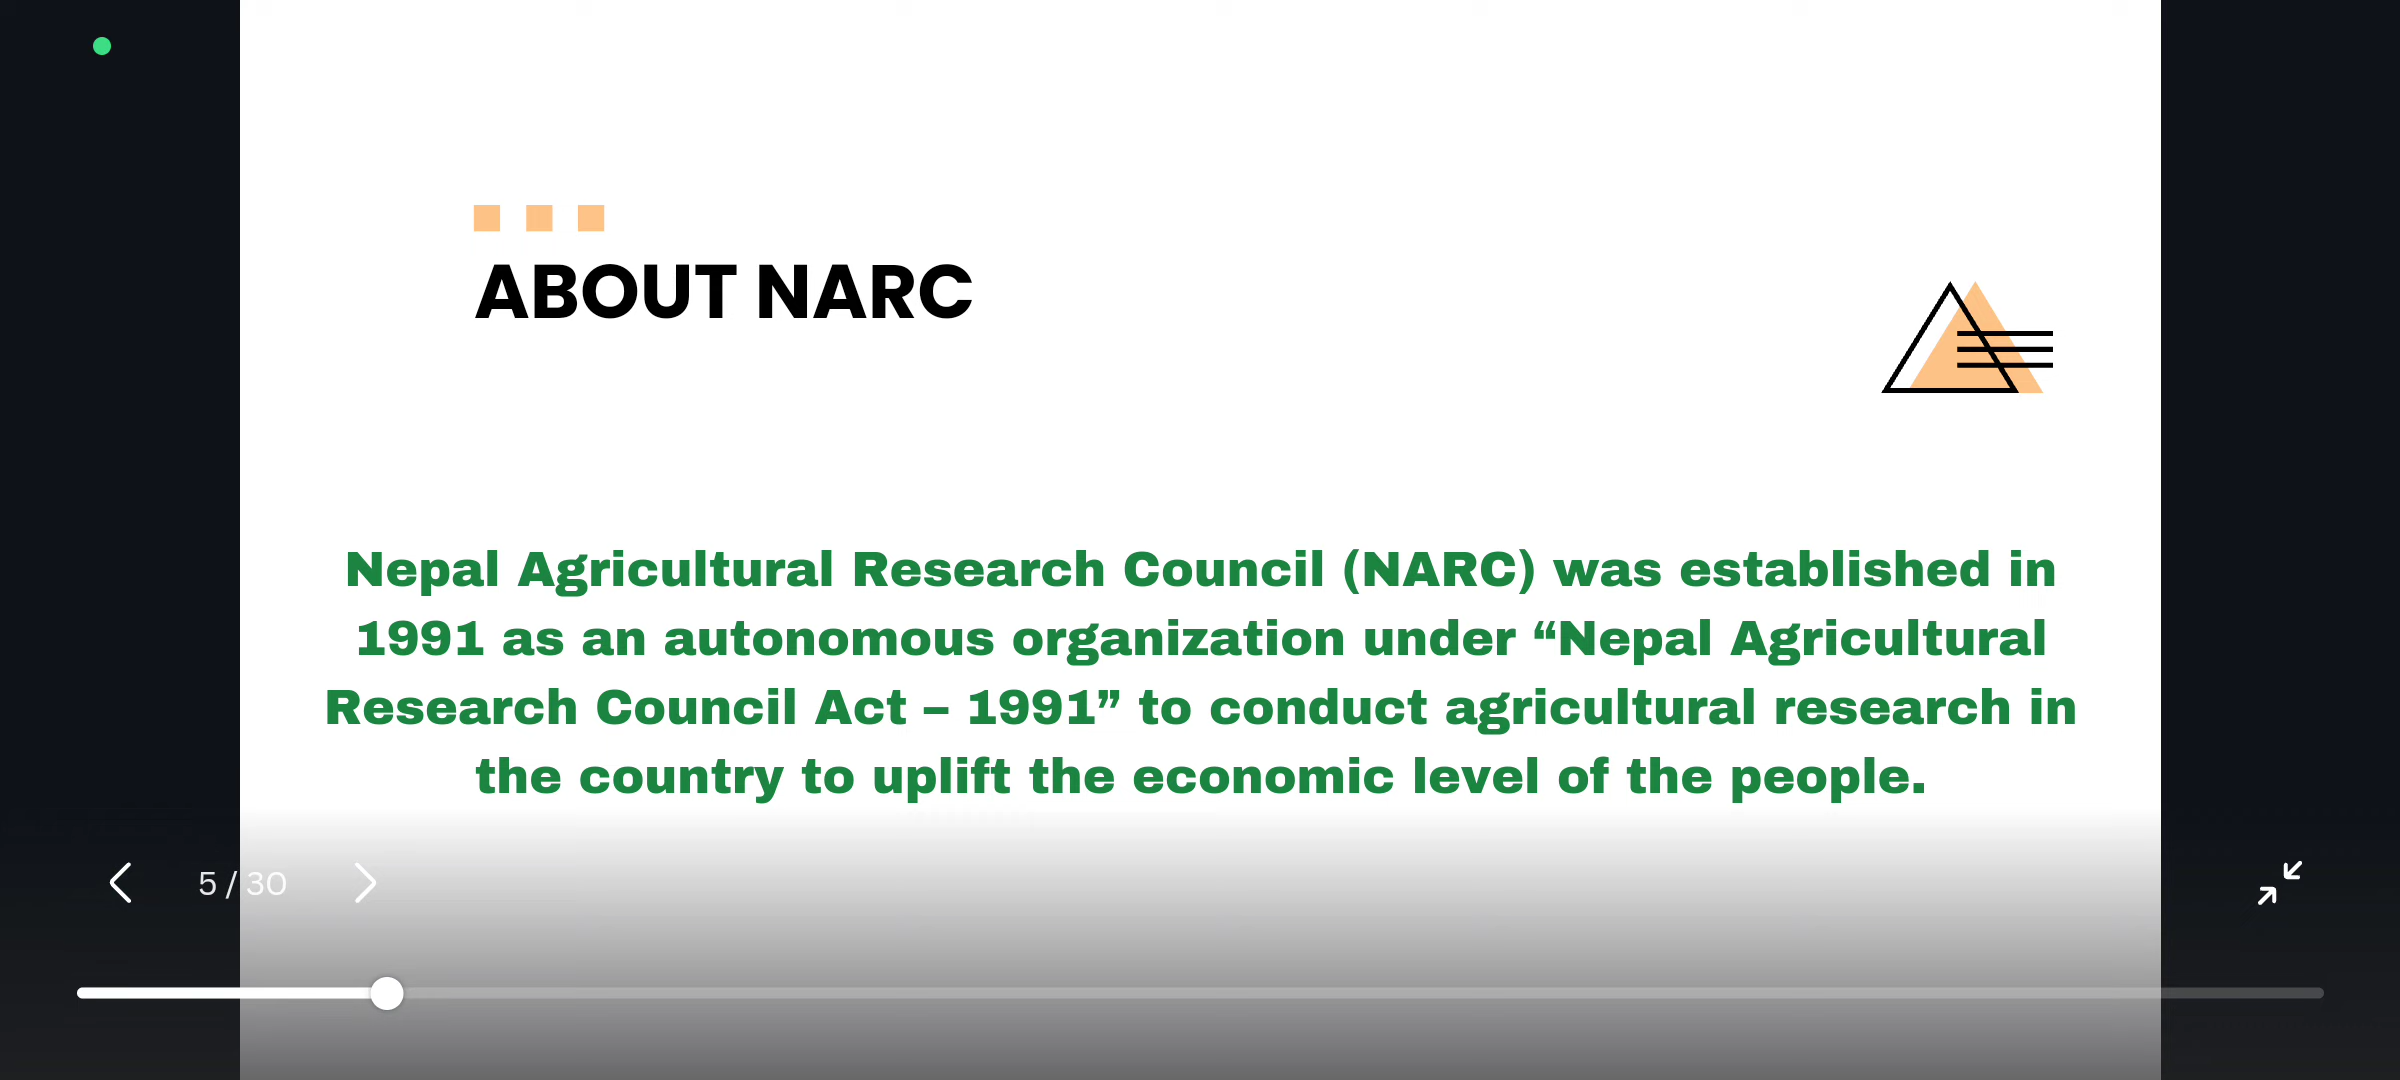 ABOUT NARC
Nepal Agricultural Research Council (NARC) was established in
1991 as an autonomous organization under “Nepal Agricultural
Research Council Act – 1991” to conduct agricultural research in
the country to uplift the economic level of the people.
5 / 30